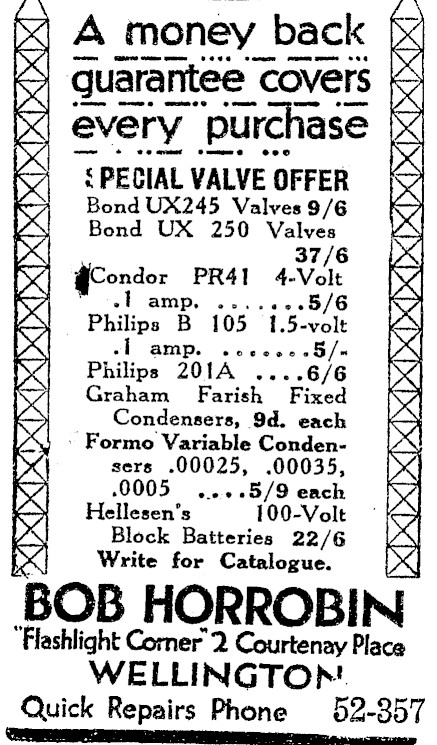 A money back
guarantee covers
every purchase
SPECIAL VALVE OFFER
Bond UX245 Valves 9/6
Bond UX 250 Valves
37/6
Condor PR41 4-Volt
.1 amp. ........5/6
Philips B 105 1.5-volt
.1 amp. ........5/-
Philips 201A ....6/6
Graham Farish Fixed
Condensers, 9d. each
Formo Variable Conden-
sers .00025, .00035,
.0005 .....5/9 each
Hellesen's 100-Volt
Block Batteries 22/6
Write for Catalogue.
BOB HORROBIN
"Flashlight Corner" 2 Courtenay Place
WELLINGTON
Quick Repairs Phone 52-357